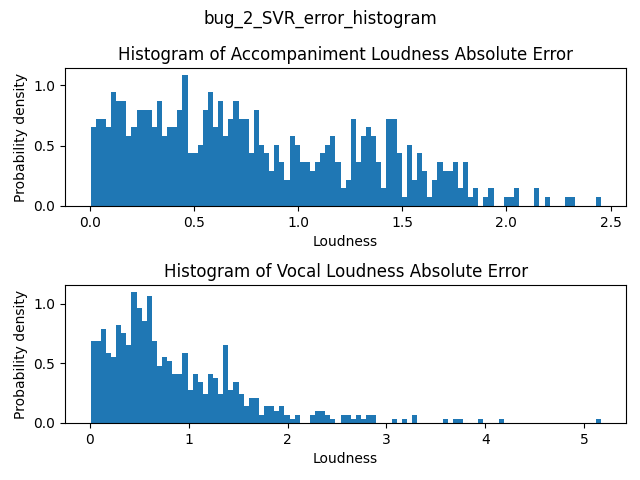 bug_2_SVR_error_histogram
Histogram of Accompaniment Loudness Absolute Error
Probability density
1.0
0.5
0.0
0.0 0.5 1.0 1.5 2.0 2.5
Loudness
Histogram of Vocal Loudness Absolute Error
Probability density
1.0
0.5
0.0
0 1 2 3 4 5
Loudness